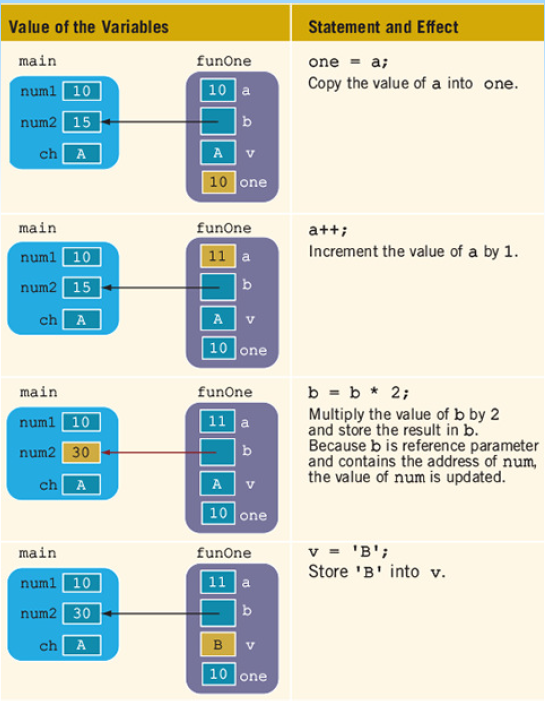 Value of the Variables
Statement and Effect
main
funOne
num1 10
10 a
num2 15
b
ch A
A v
10 one
one = a;
Copy the value of a into one.
main
funOne
num1 10
11 a
num2 15
b
ch A
A v
10 one
a++;
Increment the value of a by 1.
main
funOne
num1 10
11 a
num2 30
b
ch A
A v
10 one
b = b * 2;
Multiply the value of b by 2
and store the result in b.
Because b is reference parameter
and contains the address of num,
the value of num is updated.
main
funOne
num1 10
11 a
num2 30
b
ch A
B v
10 one
v = 'B';
Store 'B' into v.